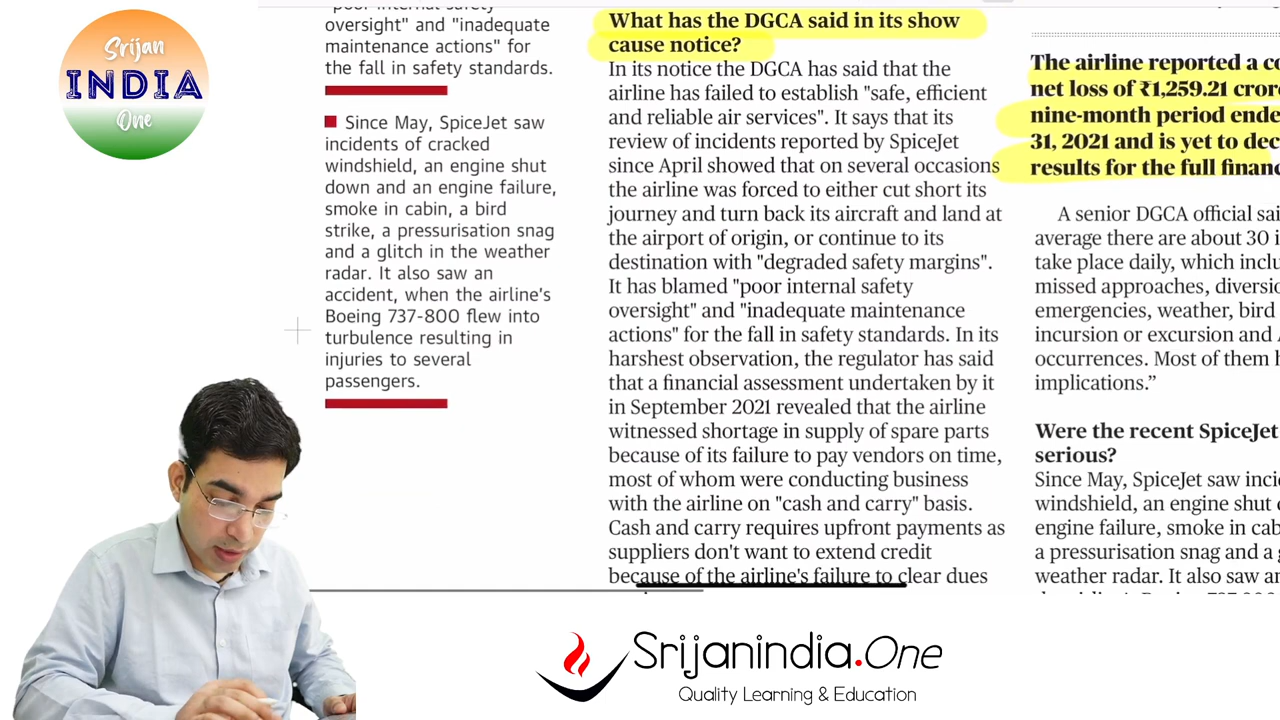 Srijan
INDIA
One
"poor internal safety
oversight" and "inadequate
maintenance actions" for
the fall in safety standards.
Since May, SpiceJet saw
incidents of cracked
windshield, an engine shut
down and an engine failure,
smoke in cabin, a bird
strike, a pressurisation snag
and a glitch in the weather
radar. It also saw an
accident, when the airline's
Boeing 737-800 flew into
turbulence resulting in
injuries to several
passengers.
What has the DGCA said in its show
cause notice?
In its notice the DGCA has said that the
airline has failed to establish "safe, efficient
and reliable air services". It says that its
review of incidents reported by SpiceJet
since April showed that on several occasions
the airline was forced to either cut short its
journey and turn back its aircraft and land at
the airport of origin, or continue to its
destination with "degraded safety margins".
It has blamed "poor internal safety
oversight" and "inadequate maintenance
actions" for the fall in safety standards. In its
harshest observation, the regulator has said
that a financial assessment undertaken by it
in September 2021 revealed that the airline
witnessed shortage in supply of spare parts
because of its failure to pay vendors on time,
most of whom were conducting business
with the airline on "cash and carry" basis.
Cash and carry requires upfront payments as
suppliers don't want to extend credit
because of the airline's failure to clear dues
The airline reported a co
net loss of ₹1,259.21 cror
nine-month period ende
31, 2021 and is yet to dec
results for the full financ
A senior DGCA official sai
average there are about 30 i
take place daily, which inclu
missed approaches, diversio
emergencies, weather, bird
incursion or excursion and
occurrences. Most of them h
implications.”
Were the recent SpiceJet
serious?
Since May, SpiceJet saw inci
windshield, an engine shut
engine failure, smoke in cab
a pressurisation snag and a g
weather radar. It also saw an
Srijanindia.One
Quality Learning & Education